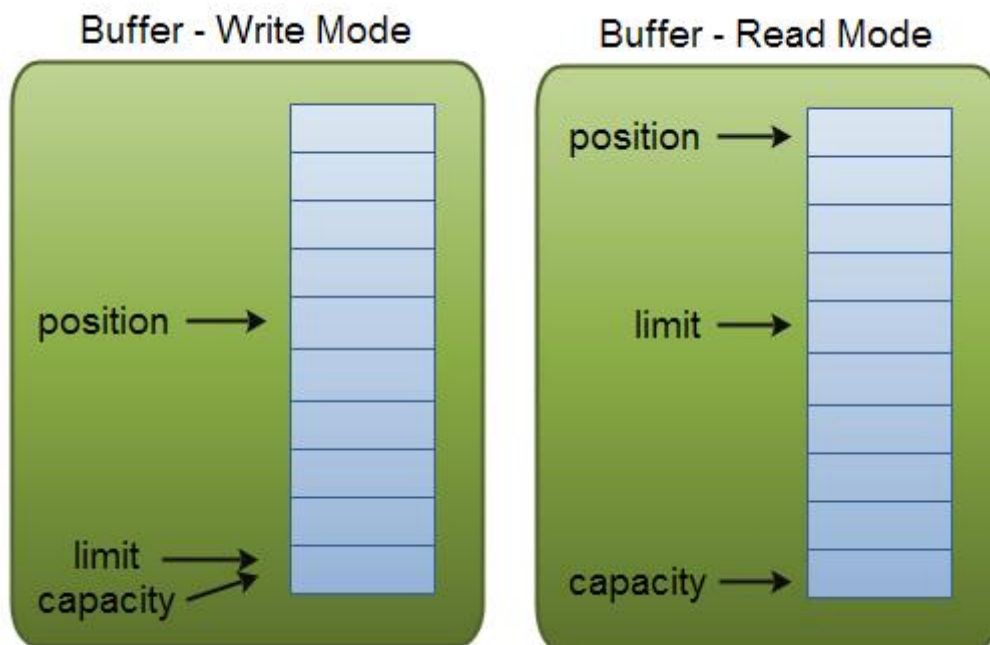 Buffer - Write Mode
position
limit
capacity
Buffer - Read Mode
position
limit
capacity